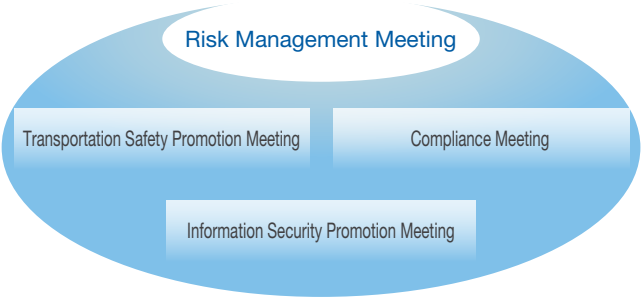 Risk Management Meeting
Transportation Safety Promotion Meeting
Compliance Meeting
Information Security Promotion Meeting